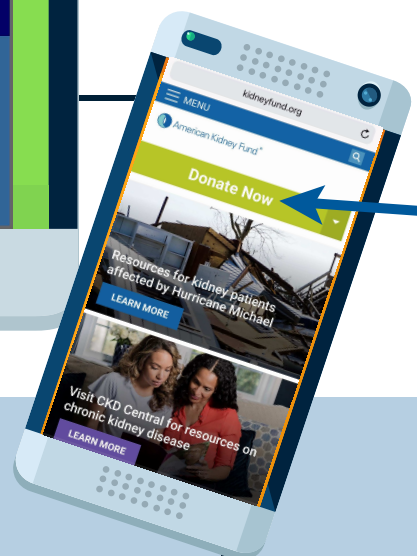 kidneyfund.org
MENU
American Kidney Fund™
Donate Now
Resources for kidney patients
affected by Hurricane Michael
LEARN MORE
Visit CKD Central for resources on
chronic kidney disease
LEARN MORE